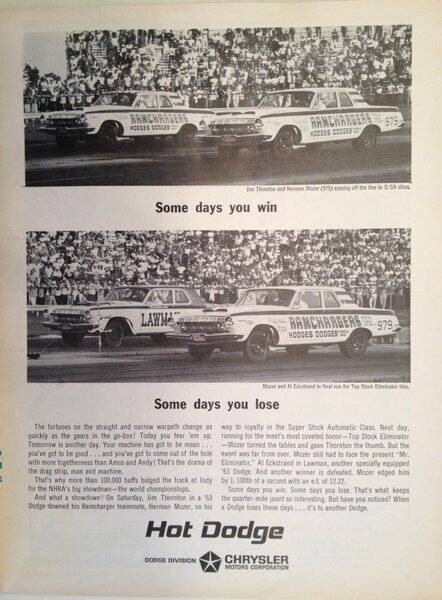 RAMCHARGERS
HODGES DODGES
RAMCHARGERS
HODGES DODGES
979
Jim Thornton and Herman Mozer (979) coming off the line in S/SA class.
Some days you win
LAWMAN
RAMCHARGERS
HODGES DODGES
979
Mozer and Al Eckstrand in final run for Top Stock Eliminator title.
Some days you lose
The fortunes on the straight and narrow warpath change as
quickly as the gears in the go-box! Today you tear 'em up.
Tomorrow is another day. Your machine has got to be mean . . .
you've got to be good . . . and you've got to come out of the hole
with more togetherness than Amos and Andy! That's the drama of
the drag strip, man and machine.
That's why more than 100,000 buffs bulged the track at Indy
for the NHRA's big showdown—the world championships.
And what a showdown! On Saturday, Jim Thornton in a '63
Dodge downed his Ramcharger teammate, Herman Mozer, on his
way to royalty in the Super Stock Automatic Class. Next day,
running for the meet's most coveted honor—Top Stock Eliminator
—Mozer turned the tables and gave Thornton the thumb. But the
event was far from over. Mozer still had to face the present "Mr.
Eliminator," Al Eckstrand in Lawman, another specially equipped
'63 Dodge. And another winner is defeated. Mozer edged him
by 1/100th of a second with an e.t. of 12.22.
Some days you win. Some days you lose. That's what keeps
the quarter-mile jaunt so interesting. But have you noticed? When
a Dodge loses these days . . . it's to another Dodge.
Hot Dodge
DODGE DIVISION CHRYSLER
MOTORS CORPORATION